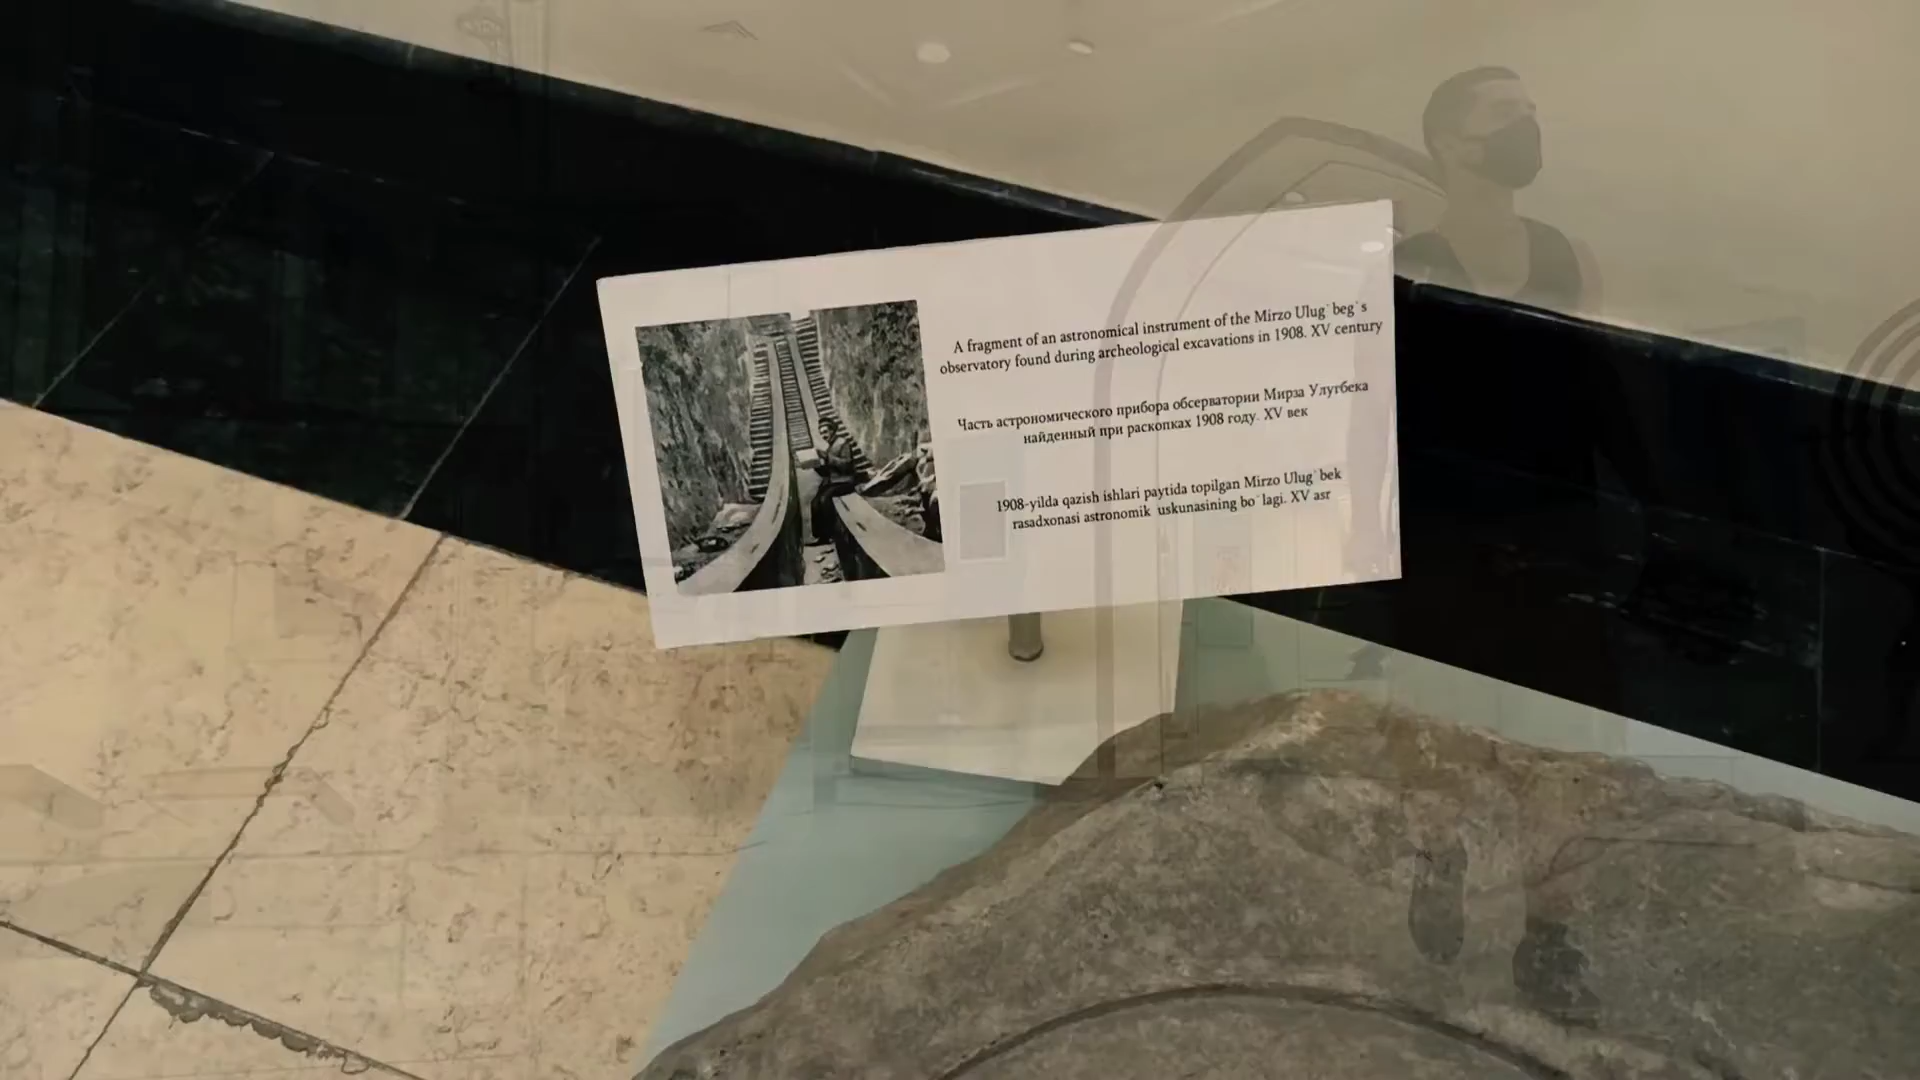 A fragment of an astronomical instrument of the Mirzo Ulug`beg`s
observatory found during archeological excavations in 1908. XV century
Часть астрономического прибора обсерватории Мирза Улугбека
найденный при раскопках 1908 году. XV век
1908-yilda qazish ishlari paytida topilgan Mirzo Ulug`bek
rasadxonasi astronomik uskunasining bo`lagi. XV asr